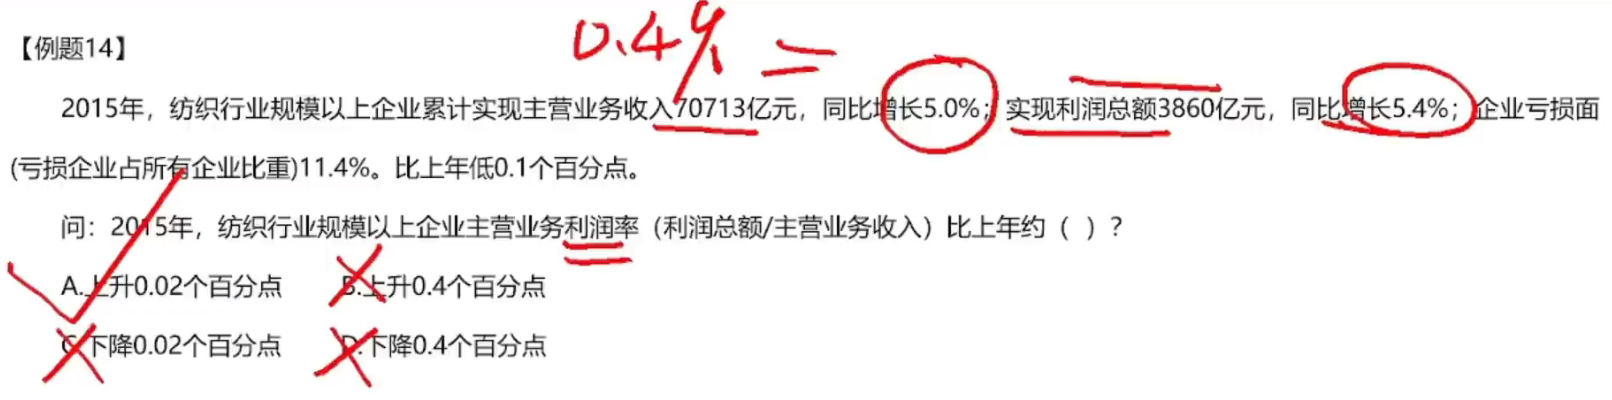 0.4% =
【例题14】
2015年，纺织行业规模以上企业累计实现主营业务收入70713亿元，同比增长5.0%；实现利润总额3860亿元，同比增长5.4%；企业亏损面
(亏损企业占所有企业比重)11.4%。比上年低0.1个百分点。
问：2015年，纺织行业规模以上企业主营业务利润率（利润总额/主营业务收入）比上年约（ ）？
A.上升0.02个百分点 B.上升0.4个百分点
C.下降0.02个百分点 D.下降0.4个百分点